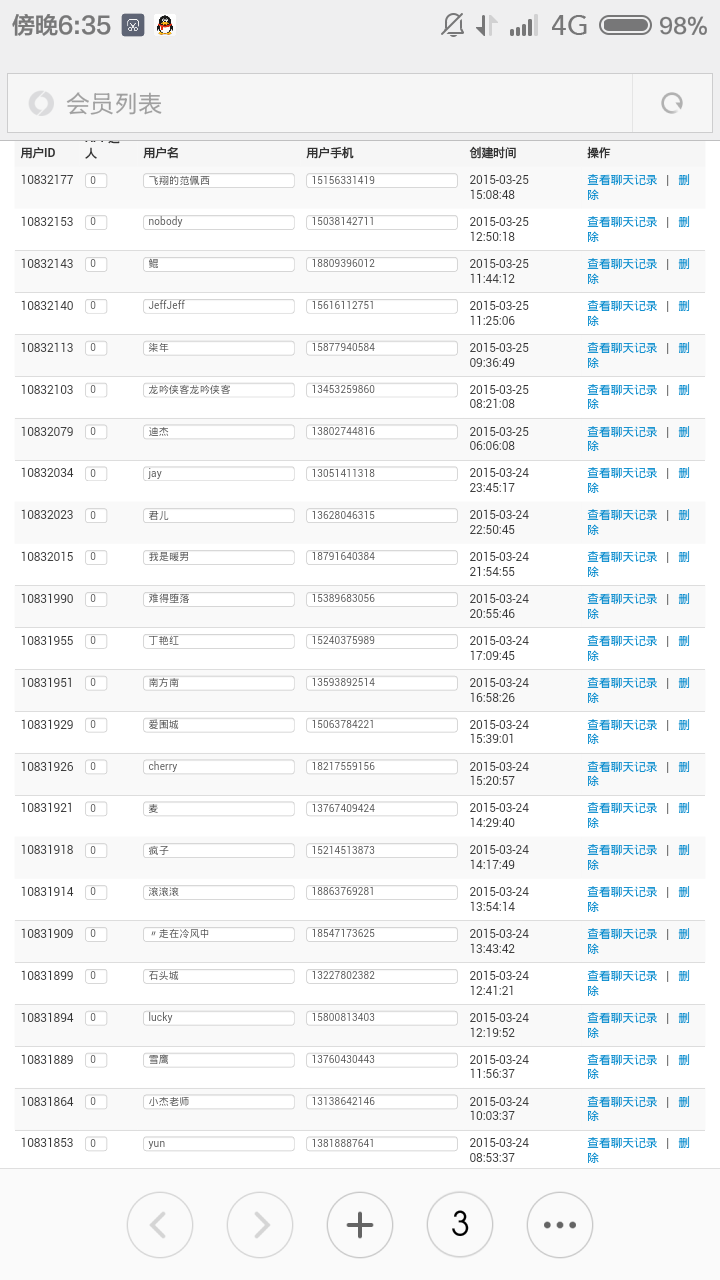 傍晚6:35 4G 98%
会员列表
用户ID 人 用户名 用户手机 创建时间 操作
10832177 0 飞翔的范佩西 15156331419 2015-03-25 查看聊天记录 | 删
15:08:48 除
10832153 0 nobody 15038142711 2015-03-25 查看聊天记录 | 删
12:50:18 除
10832143 0 鲲 18809396012 2015-03-25 查看聊天记录 | 删
11:44:12 除
10832140 0 JeffJeff 15616112751 2015-03-25 查看聊天记录 | 删
11:25:06 除
10832113 0 柒年 15877940584 2015-03-25 查看聊天记录 | 删
09:36:49 除
10832103 0 龙吟侠客龙吟侠客 13453259860 2015-03-25 查看聊天记录 | 删
08:21:08 除
10832079 0 迪杰 13802744816 2015-03-25 查看聊天记录 | 删
06:06:08 除
10832034 0 jay 13051411318 2015-03-24 查看聊天记录 | 删
23:45:17 除
10832023 0 君儿 13628046315 2015-03-24 查看聊天记录 | 删
22:50:45 除
10832015 0 我是暖男 18791640384 2015-03-24 查看聊天记录 | 删
21:54:55 除
10831990 0 难得堕落 15389683056 2015-03-24 查看聊天记录 | 删
20:55:46 除
10831955 0 丁艳红 15240375989 2015-03-24 查看聊天记录 | 删
17:09:45 除
10831951 0 南方南 13593892514 2015-03-24 查看聊天记录 | 删
16:58:26 除
10831929 0 爱围城 15063784221 2015-03-24 查看聊天记录 | 删
15:39:01 除
10831926 0 cherry 18217559156 2015-03-24 查看聊天记录 | 删
15:20:57 除
10831921 0 麦 13767409424 2015-03-24 查看聊天记录 | 删
14:29:40 除
10831918 0 疯子 15214513873 2015-03-24 查看聊天记录 | 删
14:17:49 除
10831914 0 滚滚滚 18863769281 2015-03-24 查看聊天记录 | 删
13:54:14 除
10831909 0 〃走在冷风中 18547173625 2015-03-24 查看聊天记录 | 删
13:43:42 除
10831899 0 石头城 13227802382 2015-03-24 查看聊天记录 | 删
12:41:21 除
10831894 0 lucky 15800813403 2015-03-24 查看聊天记录 | 删
12:19:52 除
10831889 0 雪鹰 13760430443 2015-03-24 查看聊天记录 | 删
11:56:37 除
10831864 0 小杰老师 13138642146 2015-03-24 查看聊天记录 | 删
10:03:37 除
10831853 0 yun 13818887641 2015-03-24 查看聊天记录 | 删
08:53:37 除
3